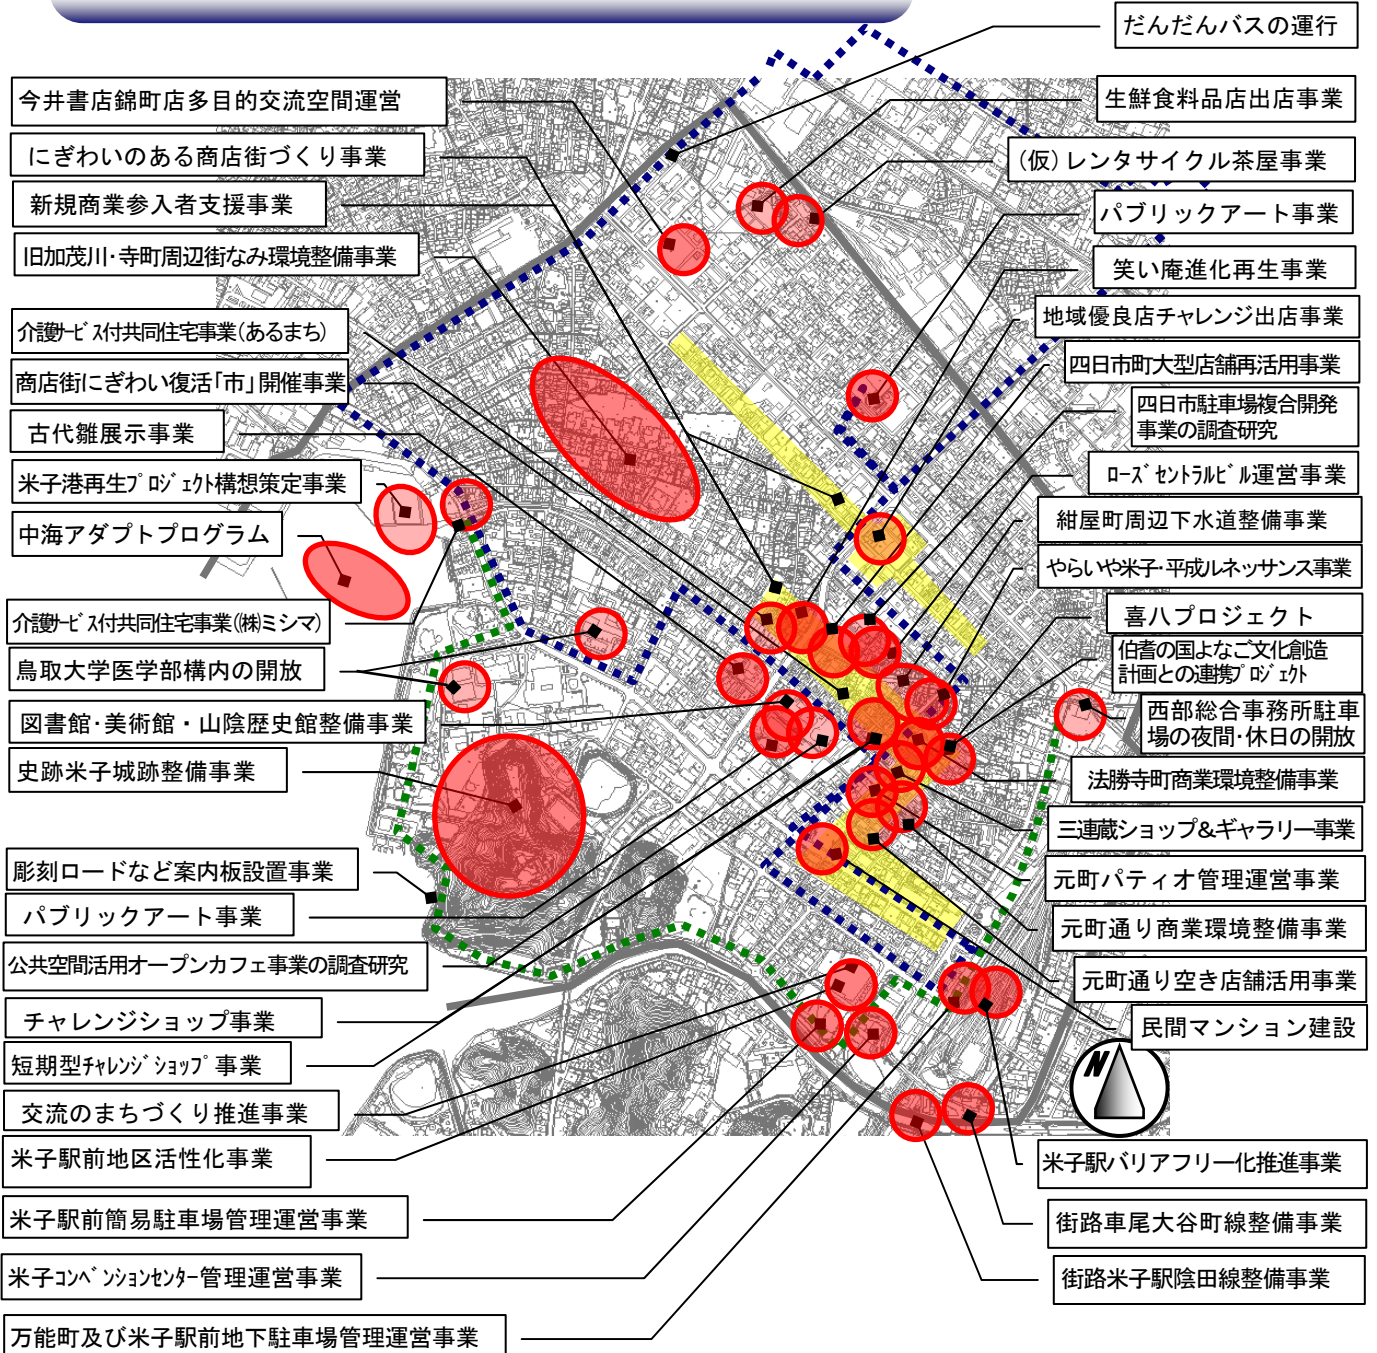 だんだんバスの運行
今井書店錦町店多目的交流空間運営
生鮮食料品店出店事業
にぎわいのある商店街づくり事業
(仮)レンタサイクル茶屋事業
新規商業参入者支援事業
パブリックアート事業
旧加茂川・寺町周辺街なみ環境整備事業
笑い庵進化再生事業
介護サービス付共同住宅事業(あるまち)
地域優良店チャレンジ出店事業
商店街にぎわい復活「市」開催事業
四日市町大型店舗再活用事業
古代雛展示事業
四日市駐車場複合開発
事業の調査研究
米子港再生プロジェクト構想策定事業
ローズセントラルビル運営事業
中海アダプトプログラム
紺屋町周辺下水道整備事業
やらいや米子・平成ルネッサンス事業
介護サービス付共同住宅事業(㈱ミシマ)
喜八プロジェクト
鳥取大学医学部構内の開放
伯耆の国よなご文化創造
計画との連携プロジェクト
図書館・美術館・山陰歴史館整備事業
西部総合事務所駐車
場の夜間・休日の開放
史跡米子城跡整備事業
法勝寺町商業環境整備事業
三連蔵ショップ&ギャラリー事業
彫刻ロードなど案内板設置事業
元町パティオ管理運営事業
パブリックアート事業
元町通り商業環境整備事業
公共空間活用オープンカフェ事業の調査研究
元町通り空き店舗活用事業
チャレンジショップ事業
民間マンション建設
短期型チャレンジショップ事業
N
交流のまちづくり推進事業
米子駅前地区活性化事業
米子駅バリアフリー化推進事業
米子駅前簡易駐車場管理運営事業
街路車尾大谷町線整備事業
米子コンベンションセンター管理運営事業
街路米子駅陰田線整備事業
万能町及び米子駅前地下駐車場管理運営事業